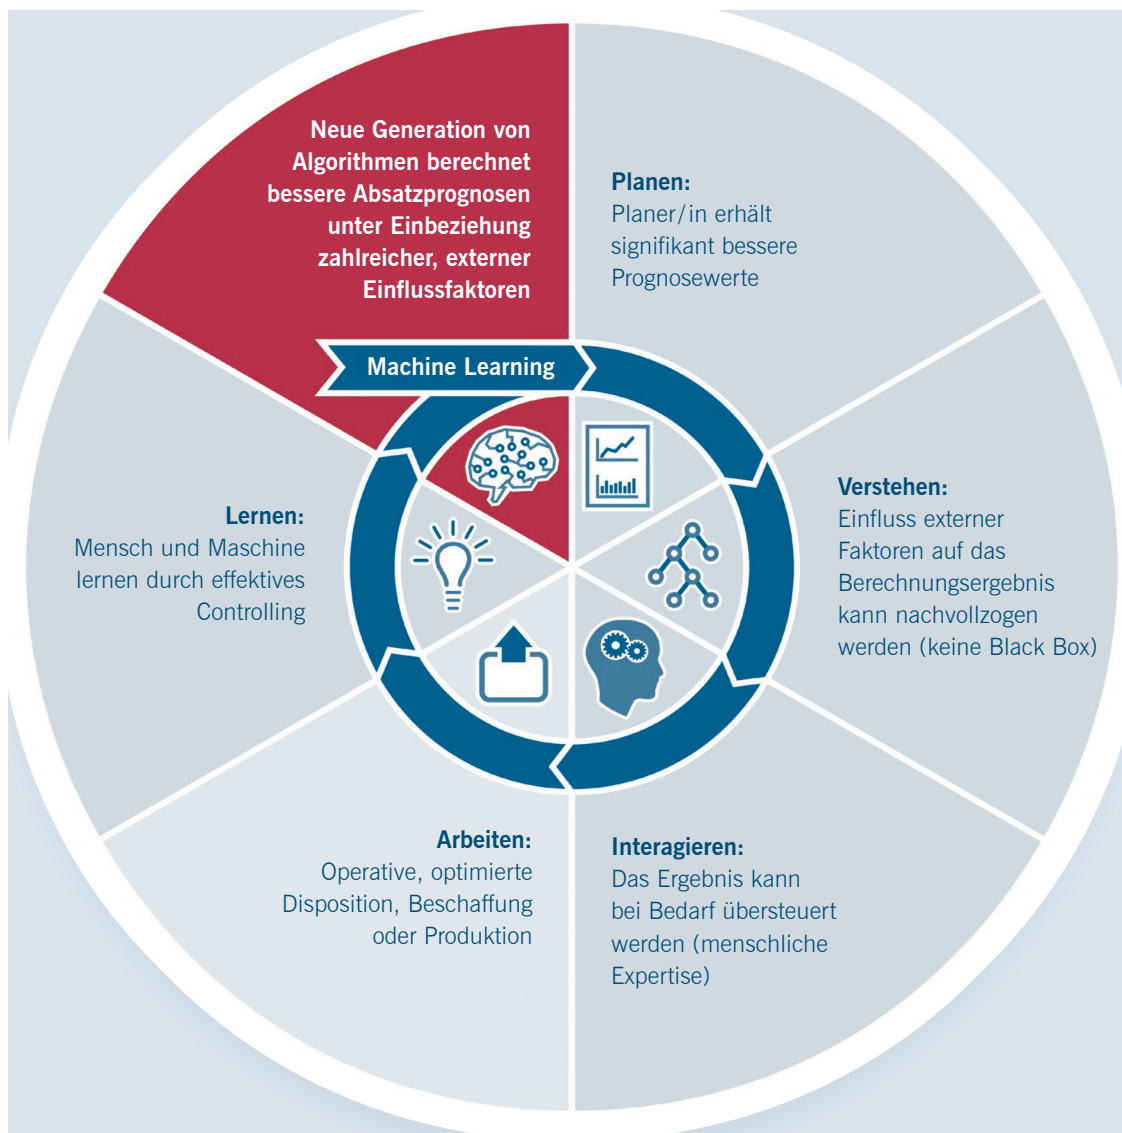 Neue Generation von
Algorithmen berechnet
bessere Absatzprognosen
unter Einbeziehung
zahlreicher, externer
Einflussfaktoren
Machine Learning
Planen:
Planer/in erhält
signifikant bessere
Prognosewerte
Verstehen:
Einfluss externer
Faktoren auf das
Berechnungsergebnis
kann nachvollzogen
werden (keine Black Box)
Interagieren:
Das Ergebnis kann
bei Bedarf übersteuert
werden (menschliche
Expertise)
Arbeiten:
Operative, optimierte
Disposition, Beschaffung
oder Produktion
Lernen:
Mensch und Maschine
lernen durch effektives
Controlling